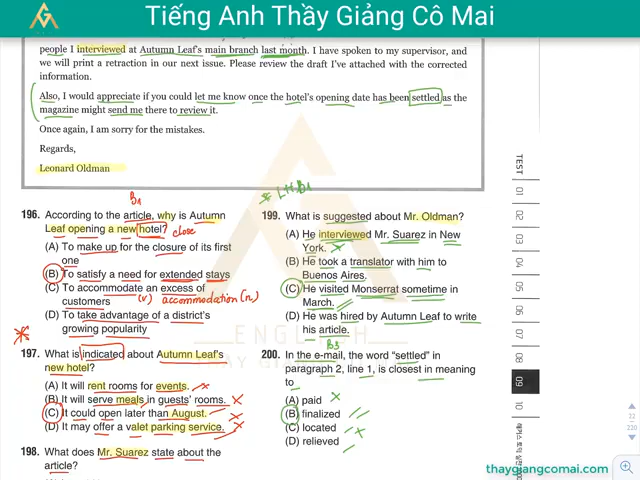 Tiếng Anh Thầy Giảng Cô Mai
people I interviewed at Autumn Leaf's main branch last month. I have spoken to my supervisor, and
we will print a retraction in our next issue. Please review the draft I've attached with the corrected
information.
Also, I would appreciate if you could let me know once the hotel's opening date has been settled as the
magazine might send me there to review it.
Once again, I am sorry for the mistakes.
Regards,
Leonard Oldman
B1
196. According to the article, why is Autumn
Leaf opening a new hotel? close
(A) To make up for the closure of its first
one
(B) To satisfy a need for extended stays
(C) To accommodate an excess of
customers (v) accommodation (n)
(D) To take advantage of a district's
growing popularity
197. What is indicated about Autumn Leaf's
new hotel?
(A) It will rent rooms for events.
(B) It will serve meals in guests' rooms.
(C) It could open later than August.
(D) It may offer a valet parking service.
198. What does Mr. Suarez state about the
article?
* LH B1
199. What is suggested about Mr. Oldman?
(A) He interviewed Mr. Suarez in New
York.
(B) He took a translator with him to
Buenos Aires.
(C) He visited Monserrat sometime in
March.
(D) He was hired by Autumn Leaf to write
his article.
B3
200. In the e-mail, the word "settled" in
paragraph 2, line 1, is closest in meaning
to
(A) paid
(B) finalized
(C) located
(D) relieved
TEST
01
02
03
04
05
06
07
08
09
10
ENGLISH
THAY GIANG CO MAI
22
220
thaygiangcomai.com